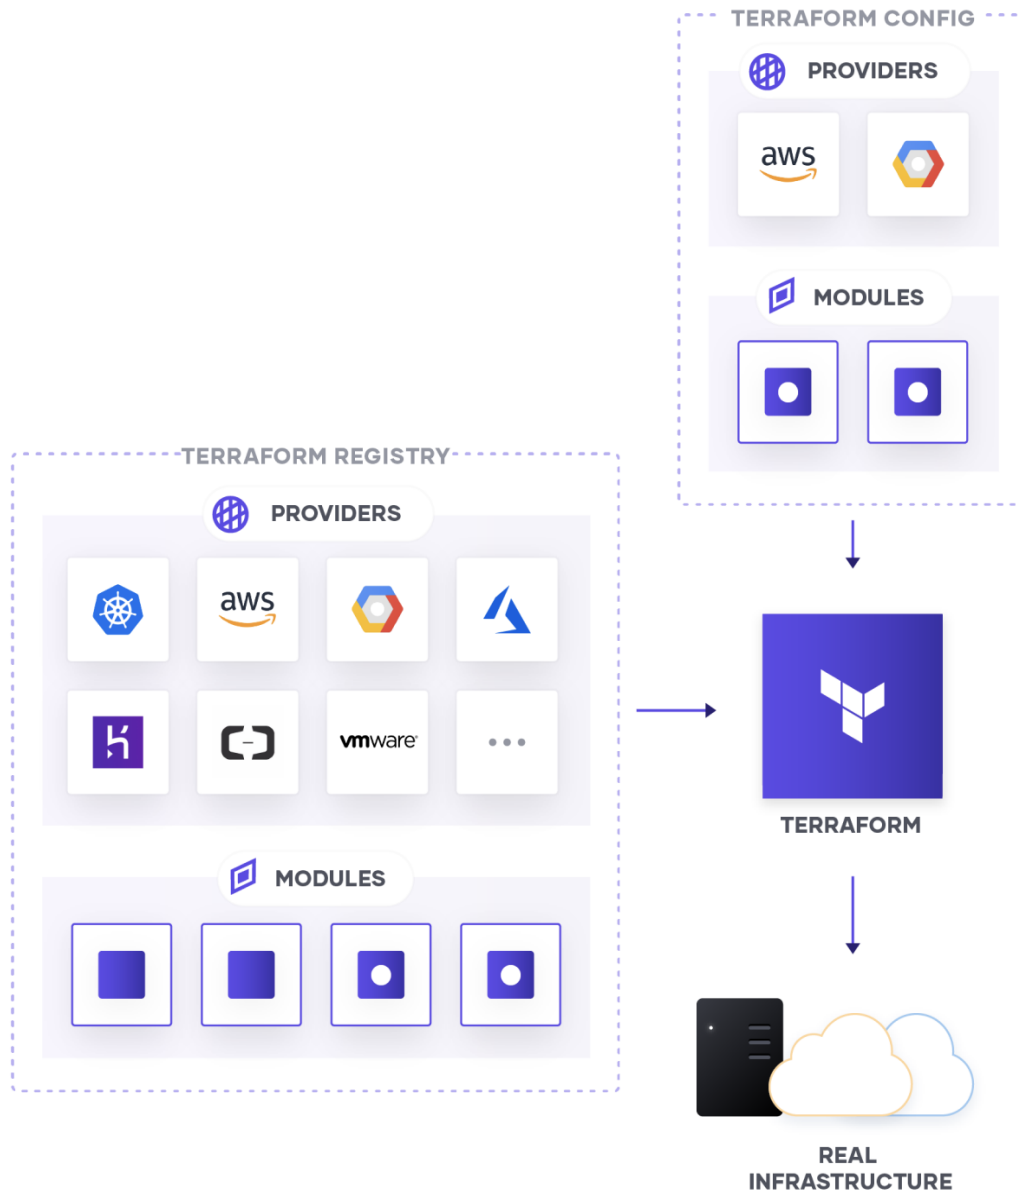 TERRAFORM CONFIG
PROVIDERS
aws
MODULES
TERRAFORM REGISTRY
PROVIDERS
aws
vmware
MODULES
TERRAFORM
REAL
INFRASTRUCTURE